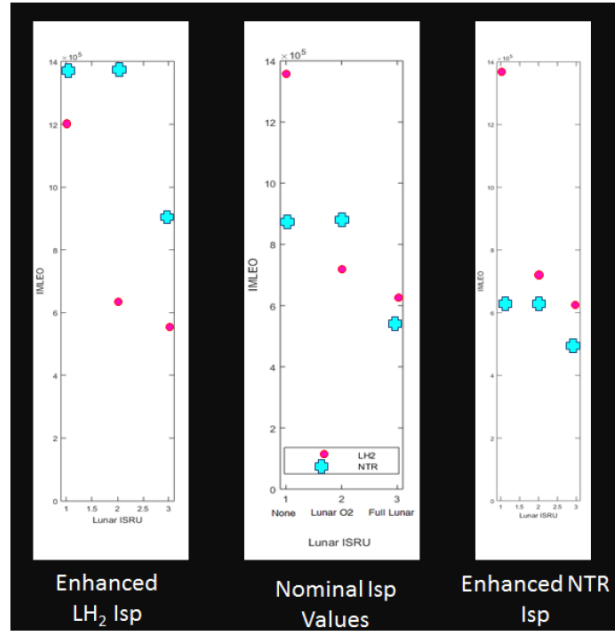 × 10⁵
14
12
10
8
6
4
2
0
IMLEO
1 1.5 2 2.5 3
Lunar ISRU
Enhanced
LH₂ Isp
× 10⁵
14
12
10
8
6
4
2
0
IMLEO
LH2
NTR
1 2 3
None Lunar O2 Full Lunar
Lunar ISRU
Nominal Isp
Values
× 10⁵
14
12
10
8
6
4
2
0
IMLEO
1 1.5 2 2.5 3
Lunar ISRU
Enhanced NTR
Isp